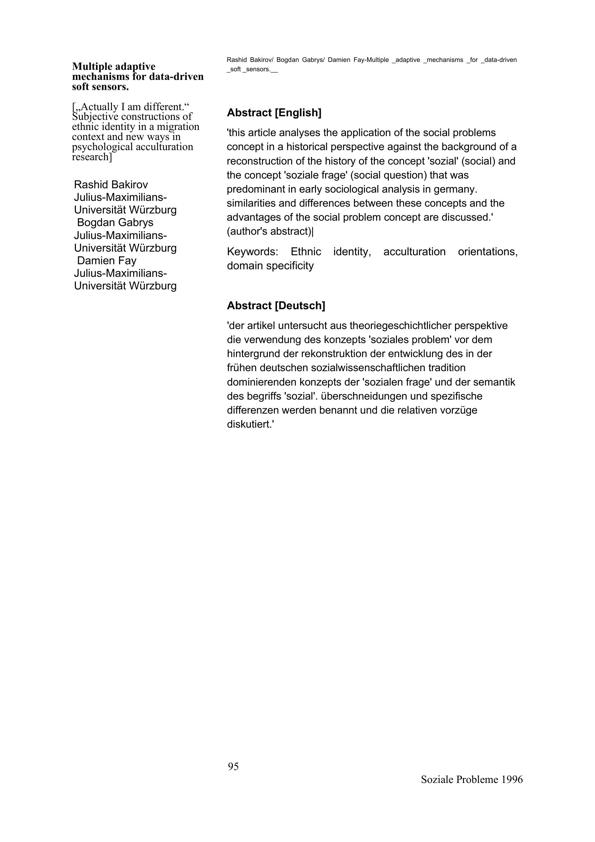 Multiple adaptive
mechanisms for data-driven
soft sensors.
[„Actually I am different.“
Subjective constructions of
ethnic identity in a migration
context and new ways in
psychological acculturation
research]
Rashid Bakirov
Julius-Maximilians-
Universität Würzburg
Bogdan Gabrys
Julius-Maximilians-
Universität Würzburg
Damien Fay
Julius-Maximilians-
Universität Würzburg
Rashid Bakirov/ Bogdan Gabrys/ Damien Fay-Multiple _adaptive _mechanisms _for _data-driven
_soft _sensors.__
Abstract [English]
'this article analyses the application of the social problems
concept in a historical perspective against the background of a
reconstruction of the history of the concept 'sozial' (social) and
the concept 'soziale frage' (social question) that was
predominant in early sociological analysis in germany.
similarities and differences between these concepts and the
advantages of the social problem concept are discussed.'
(author's abstract)|
Keywords: Ethnic identity, acculturation orientations,
domain specificity
Abstract [Deutsch]
'der artikel untersucht aus theoriegeschichtlicher perspektive
die verwendung des konzepts 'soziales problem' vor dem
hintergrund der rekonstruktion der entwicklung des in der
frühen deutschen sozialwissenschaftlichen tradition
dominierenden konzepts der 'sozialen frage' und der semantik
des begriffs 'sozial'. überschneidungen und spezifische
differenzen werden benannt und die relativen vorzüge
diskutiert.'
95
Soziale Probleme 1996